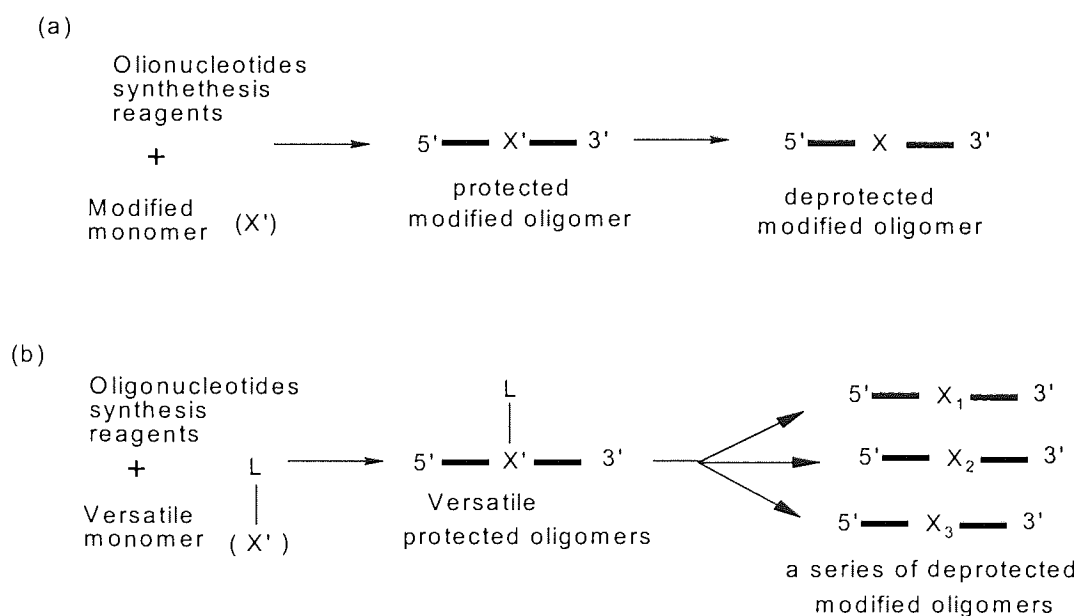 (a)
Olionucleotides
synthethesis
reagents
+
Modified
monomer (X')
5' X' 3'
protected
modified oligomer
5' X 3'
deprotected
modified oligomer
(b)
Oligonucleotides
synthesis
reagents
+
Versatile
monomer
L
(X')
L
5' X' 3'
Versatile
protected oligomers
5' X1 3'
5' X2 3'
5' X3 3'
a series of deprotected
modified oligomers